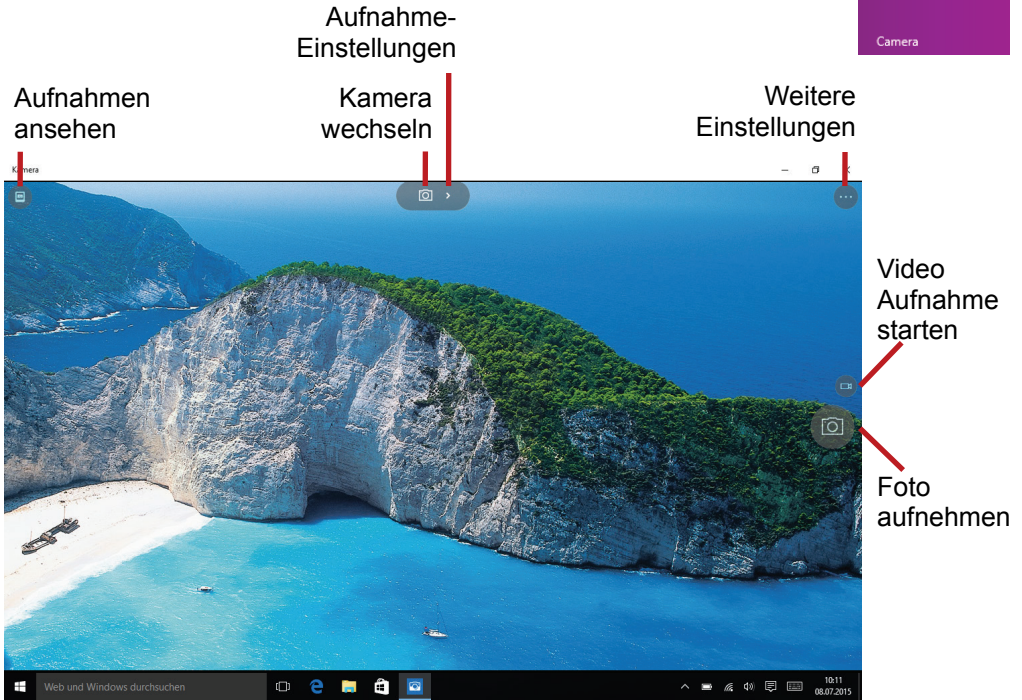 Aufnahme-
Einstellungen
Camera
Aufnahmen
ansehen
Kamera
wechseln
Weitere
Einstellungen
Kamera
Video
Aufnahme
starten
Foto
aufnehmen
Web und Windows durchsuchen
10:11
08.07.2015